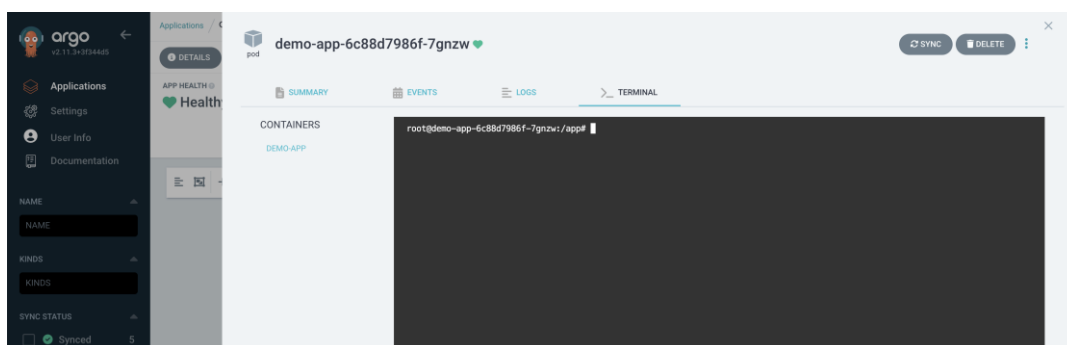 argo
v2.11.3+3f344d5
Applications
Settings
User Info
Documentation
NAME
NAME
KINDS
KINDS
SYNC STATUS
Synced 5
Applications /
DETAILS
APP HEALTH
Health
pod
demo-app-6c88d7986f-7gnzw
SYNC
DELETE
SUMMARY
EVENTS
LOGS
>_ TERMINAL
CONTAINERS
DEMO-APP
root@demo-app-6c88d7986f-7gnzw:/app#